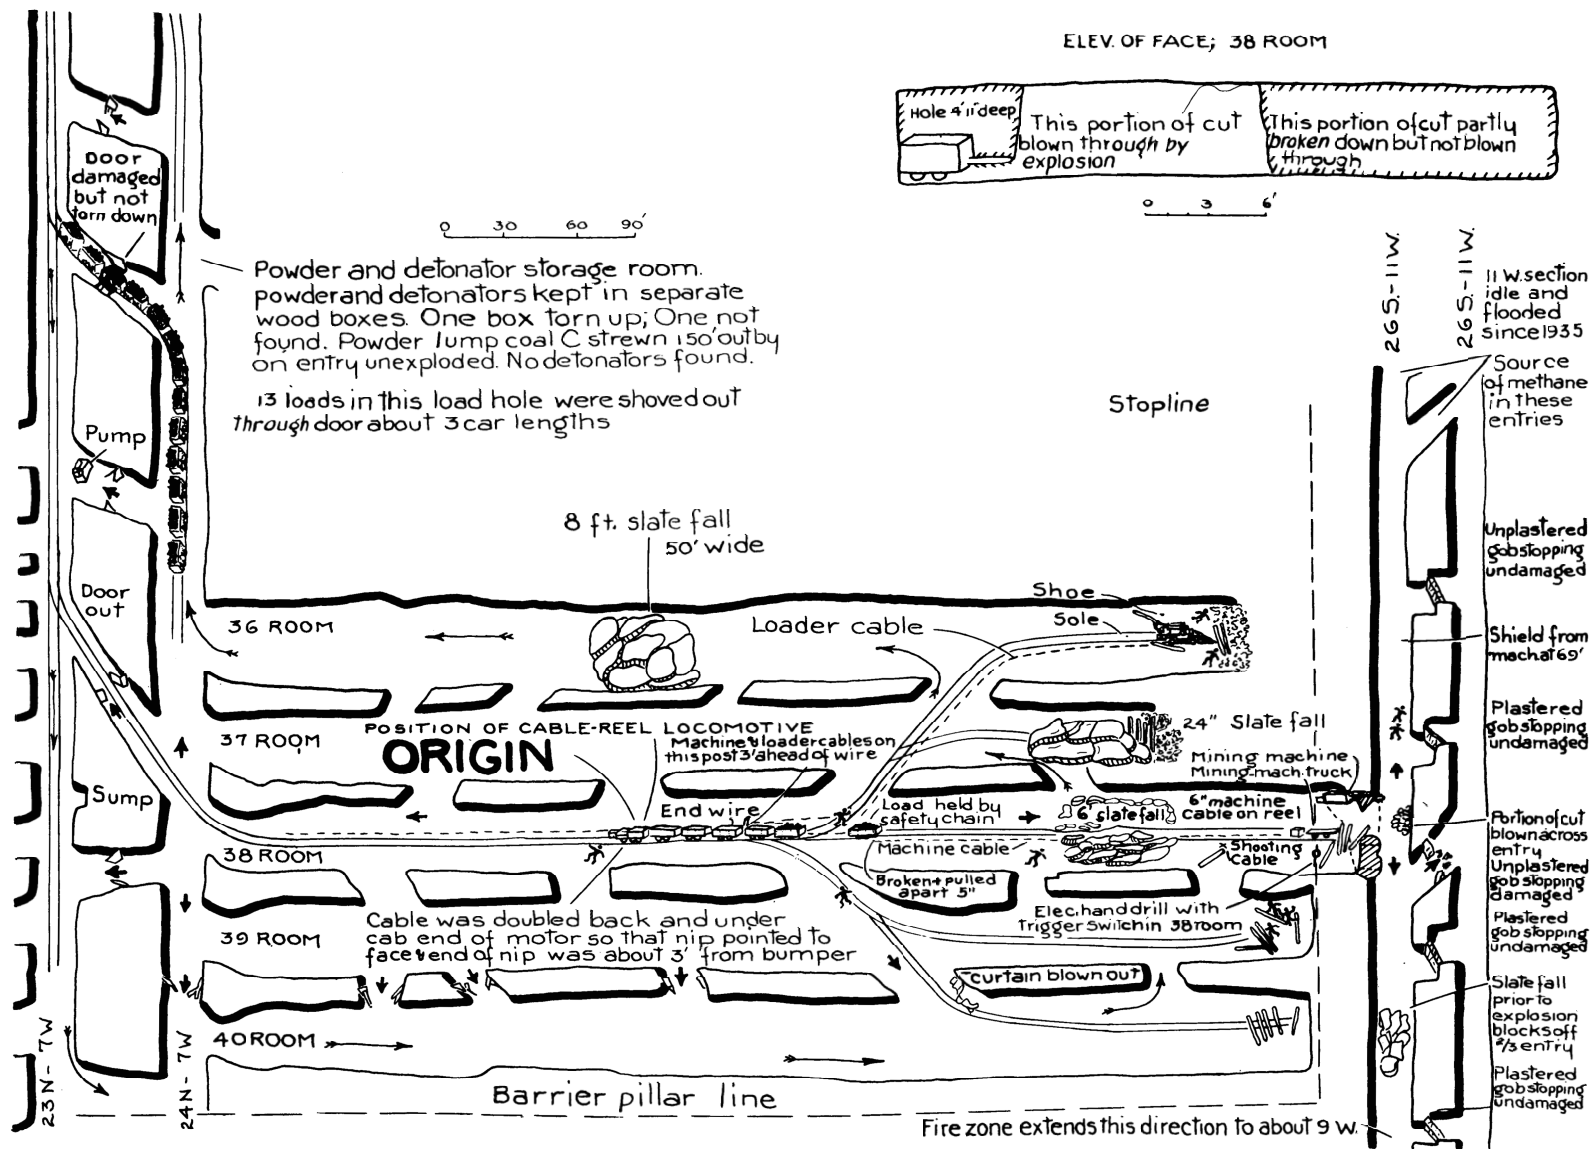 ELEV. OF FACE; 38 ROOM
Hole 4'11" deep
This portion of cut
blown through by
explosion
This portion of cut partly
broken down but not blown
through
0 3 6'
Door
damaged
but not
torn down
0 30 60 90'
Powder and detonator storage room.
powder and detonators kept in separate
wood boxes. One box torn up; One not
found. Powder lump coal C strewn 150' outby
on entry unexploded. No detonators found.
13 loads in this load hole were shoved out
through door about 3 car lengths
Pump
Stopline
26S.-11W.
26S.-11W.
11 W. section
idle and
flooded
since 1935
Source
of methane
in these
entries
8 ft. slate fall
50' wide
Unplastered
gob stopping
undamaged
Door
out
Shoe
Sole
Loader cable
36 ROOM
Shield from
mach. at 69'
Plastered
gob stopping
undamaged
24" Slate fall
37 ROOM
POSITION OF CABLE-REEL LOCOMOTIVE
ORIGIN
Machine & loader cables on
this post 3' ahead of wire
Mining machine
Mining-mach. truck
Sump
End wire
Load held by
safety chain
6' slate fall
6" machine
cable on reel
Portion of cut
blown across
entry
38 ROOM
Machine cable
Shooting
cable
Unplastered
gob stopping
damaged
Broken & pulled
apart 5"
Elec. hand drill with
Trigger Switch in 38 room
Plastered
gob stopping
undamaged
39 ROOM
Cable was doubled back and under
cab end of motor so that nip pointed to
face & end of nip was about 3' from bumper
curtain blown out
Slate fall
prior to
explosion
blocks off
2/3 entry
40 ROOM
23N-7W
24N-7W
Plastered
gob stopping
undamaged
Barrier pillar line
Fire zone extends this direction to about 9 W.